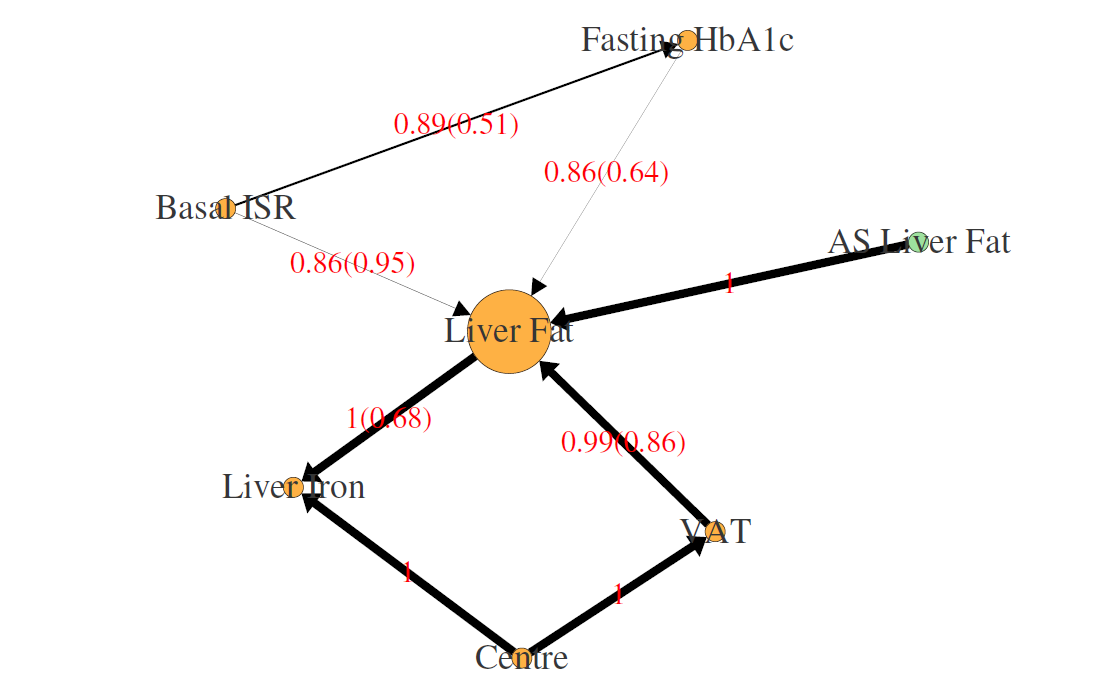 Fasting HbA1c
0.89(0.51)
0.86(0.64)
Basal ISR
AS Liver Fat
0.86(0.95)
1
Liver Fat
1(0.68)
0.99(0.86)
Liver Iron
VAT
1
1
Centre